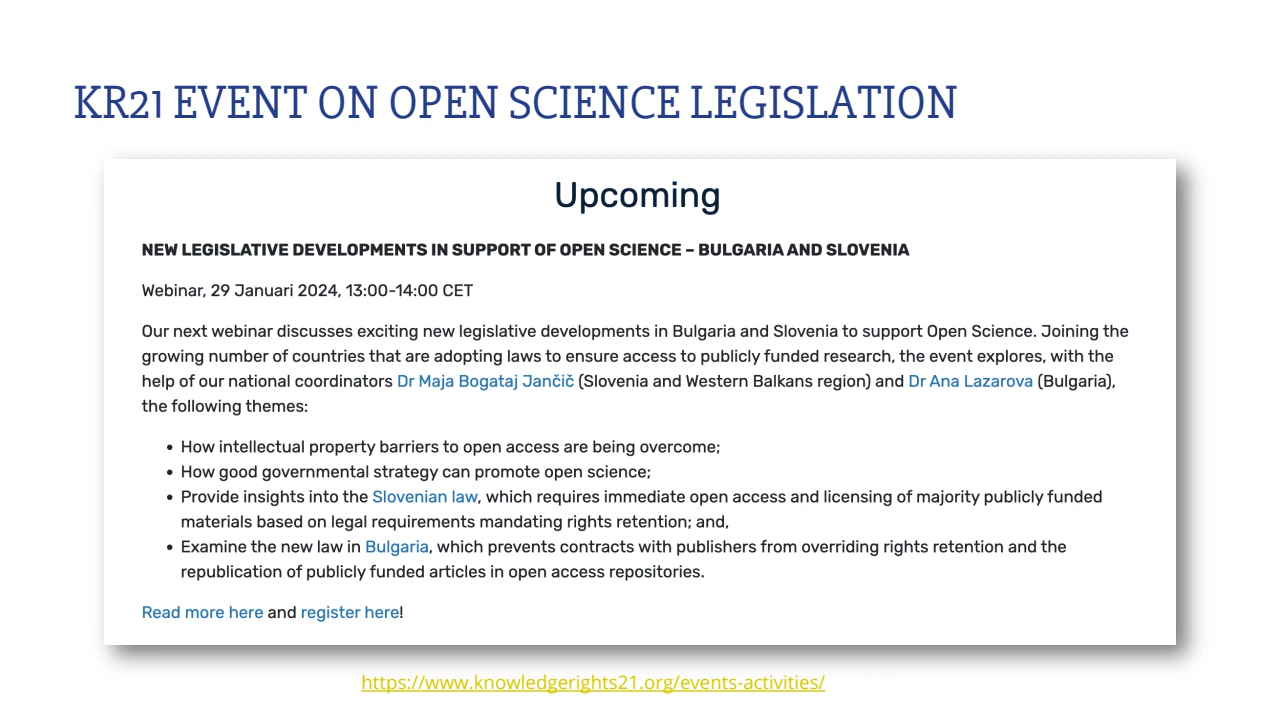 KR21 EVENT ON OPEN SCIENCE LEGISLATION
Upcoming
NEW LEGISLATIVE DEVELOPMENTS IN SUPPORT OF OPEN SCIENCE – BULGARIA AND SLOVENIA
Webinar, 29 Januari 2024, 13:00-14:00 CET
Our next webinar discusses exciting new legislative developments in Bulgaria and Slovenia to support Open Science. Joining the
growing number of countries that are adopting laws to ensure access to publicly funded research, the event explores, with the
help of our national coordinators Dr Maja Bogataj Jančič (Slovenia and Western Balkans region) and Dr Ana Lazarova (Bulgaria),
the following themes:
• How intellectual property barriers to open access are being overcome;
• How good governmental strategy can promote open science;
• Provide insights into the Slovenian law, which requires immediate open access and licensing of majority publicly funded
materials based on legal requirements mandating rights retention; and,
• Examine the new law in Bulgaria, which prevents contracts with publishers from overriding rights retention and the
republication of publicly funded articles in open access repositories.
Read more here and register here!
https://www.knowledgerights21.org/events-activities/